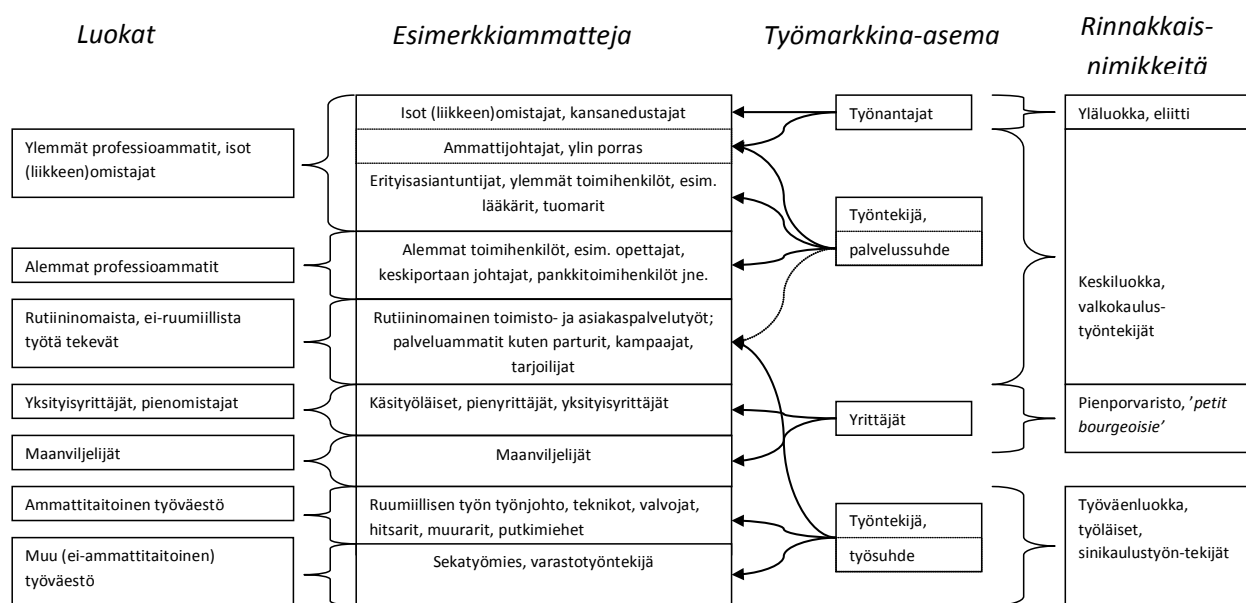 Luokat
Esimerkkiammatteja
Työmarkkina-asema
Rinnakkais-
nimikkeitä
Ylemmät professioammatit, isot
(liikkeen)omistajat
Alemmat professioammatit
Rutiininomaista, ei-ruumiillista
työtä tekevät
Yksityisyrittäjät, pienomistajat
Maanviljelijät
Ammattitaitoinen työväestö
Muu (ei-ammattitaitoinen)
työväestö
Isot (liikkeen)omistajat, kansanedustajat
Ammattijohtajat, ylin porras
Erityisasiantuntijat, ylemmät toimihenkilöt, esim.
lääkärit, tuomarit
Alemmat toimihenkilöt, esim. opettajat,
keskiportaan johtajat, pankkitoimihenkilöt jne.
Rutiininomainen toimisto- ja asiakaspalvelutyöt;
palveluammatit kuten parturit, kampaajat,
tarjoilijat
Käsityöläiset, pienyrittäjät, yksityisyrittäjät
Maanviljelijät
Ruumiillisen työn työnjohto, teknikot, valvojat,
hitsarit, muurarit, putkimiehet
Sekatyömies, varastotyöntekijä
Työnantajat
Työntekijä,
palvelussuhde
Yrittäjät
Työntekijä,
työsuhde
Yläluokka, eliitti
Keskiluokka,
valkokaulus-
työntekijät
Pienporvaristo, 'petit
bourgeoisie'
Työväenluokka,
työläiset,
sinikaulustyön-tekijät